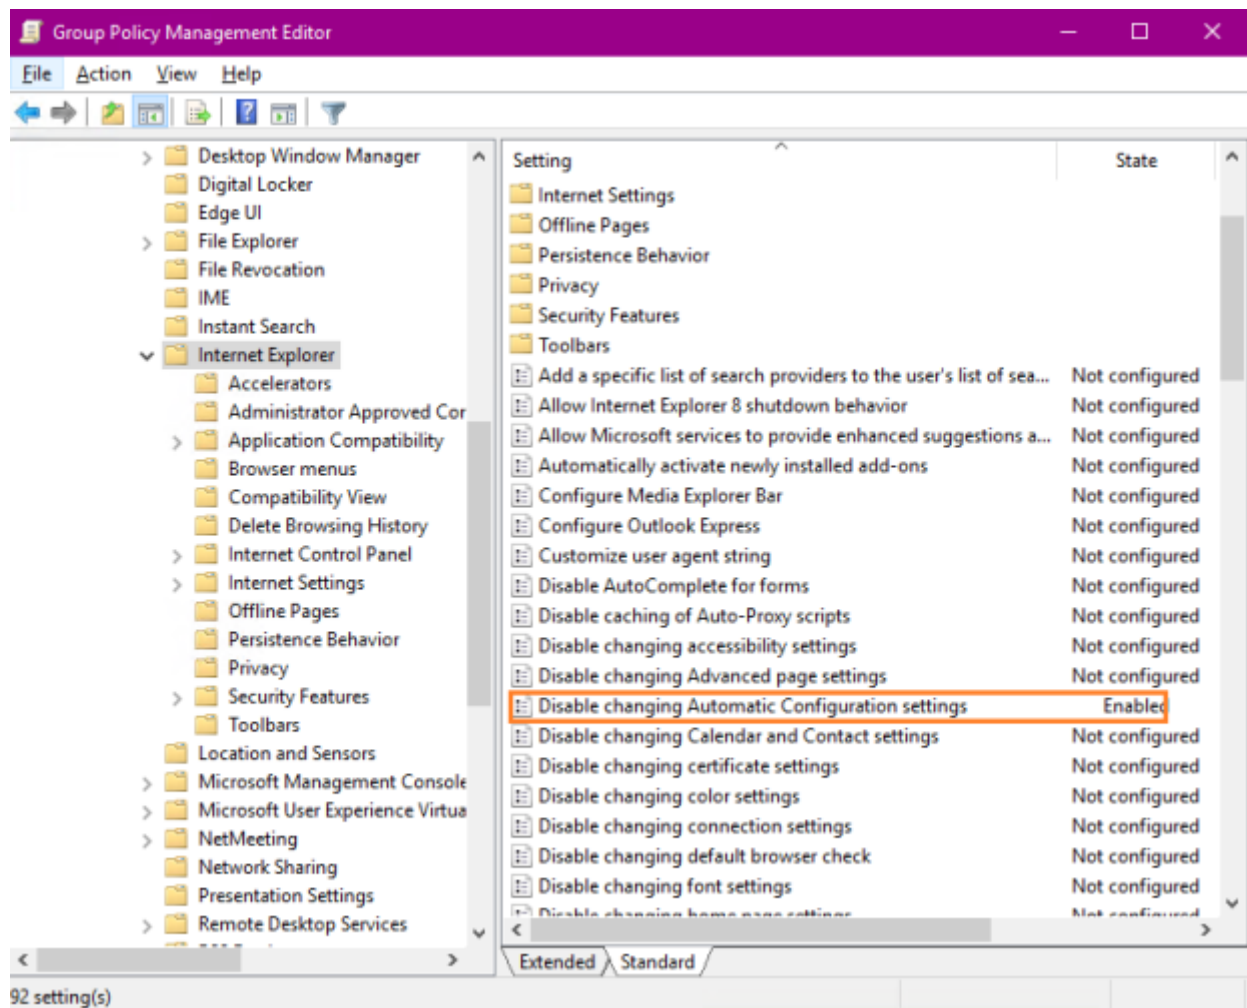 Group Policy Management Editor
File Action View Help
Desktop Window Manager
Digital Locker
Edge UI
File Explorer
File Revocation
IME
Instant Search
Internet Explorer
Accelerators
Administrator Approved Cor
Application Compatibility
Browser menus
Compatibility View
Delete Browsing History
Internet Control Panel
Internet Settings
Offline Pages
Persistence Behavior
Privacy
Security Features
Toolbars
Location and Sensors
Microsoft Management Console
Microsoft User Experience Virtua
NetMeeting
Network Sharing
Presentation Settings
Remote Desktop Services
Setting State
Internet Settings
Offline Pages
Persistence Behavior
Privacy
Security Features
Toolbars
Add a specific list of search providers to the user's list of sea... Not configured
Allow Internet Explorer 8 shutdown behavior Not configured
Allow Microsoft services to provide enhanced suggestions a... Not configured
Automatically activate newly installed add-ons Not configured
Configure Media Explorer Bar Not configured
Configure Outlook Express Not configured
Customize user agent string Not configured
Disable AutoComplete for forms Not configured
Disable caching of Auto-Proxy scripts Not configured
Disable changing accessibility settings Not configured
Disable changing Advanced page settings Not configured
Disable changing Automatic Configuration settings Enabled
Disable changing Calendar and Contact settings Not configured
Disable changing certificate settings Not configured
Disable changing color settings Not configured
Disable changing connection settings Not configured
Disable changing default browser check Not configured
Disable changing font settings Not configured
Disable changing home page settings Not configured
Extended Standard
92 setting(s)